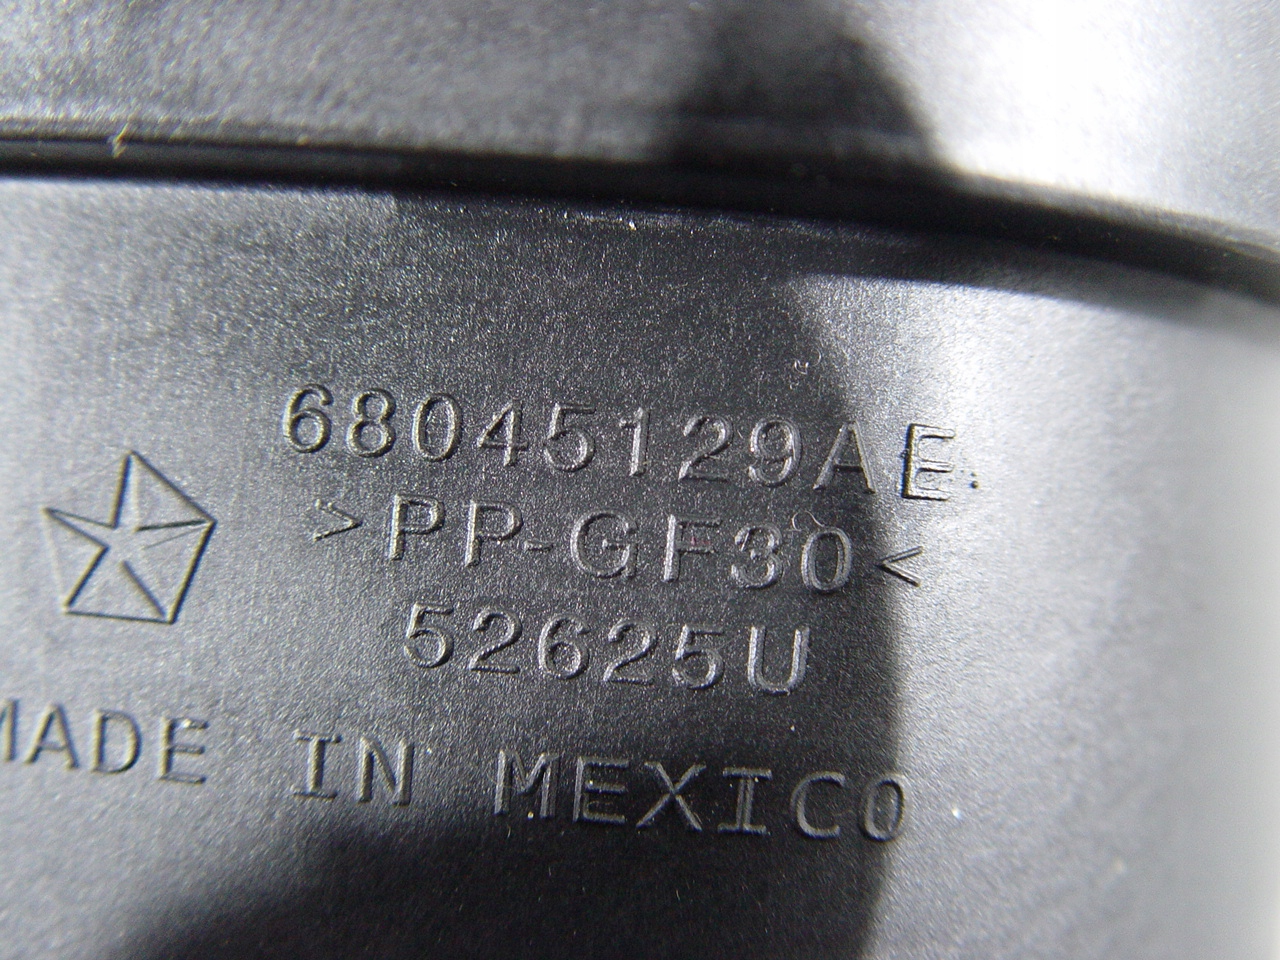 68045129AE
>PP-GF30<
52625U
MADE IN MEXICO